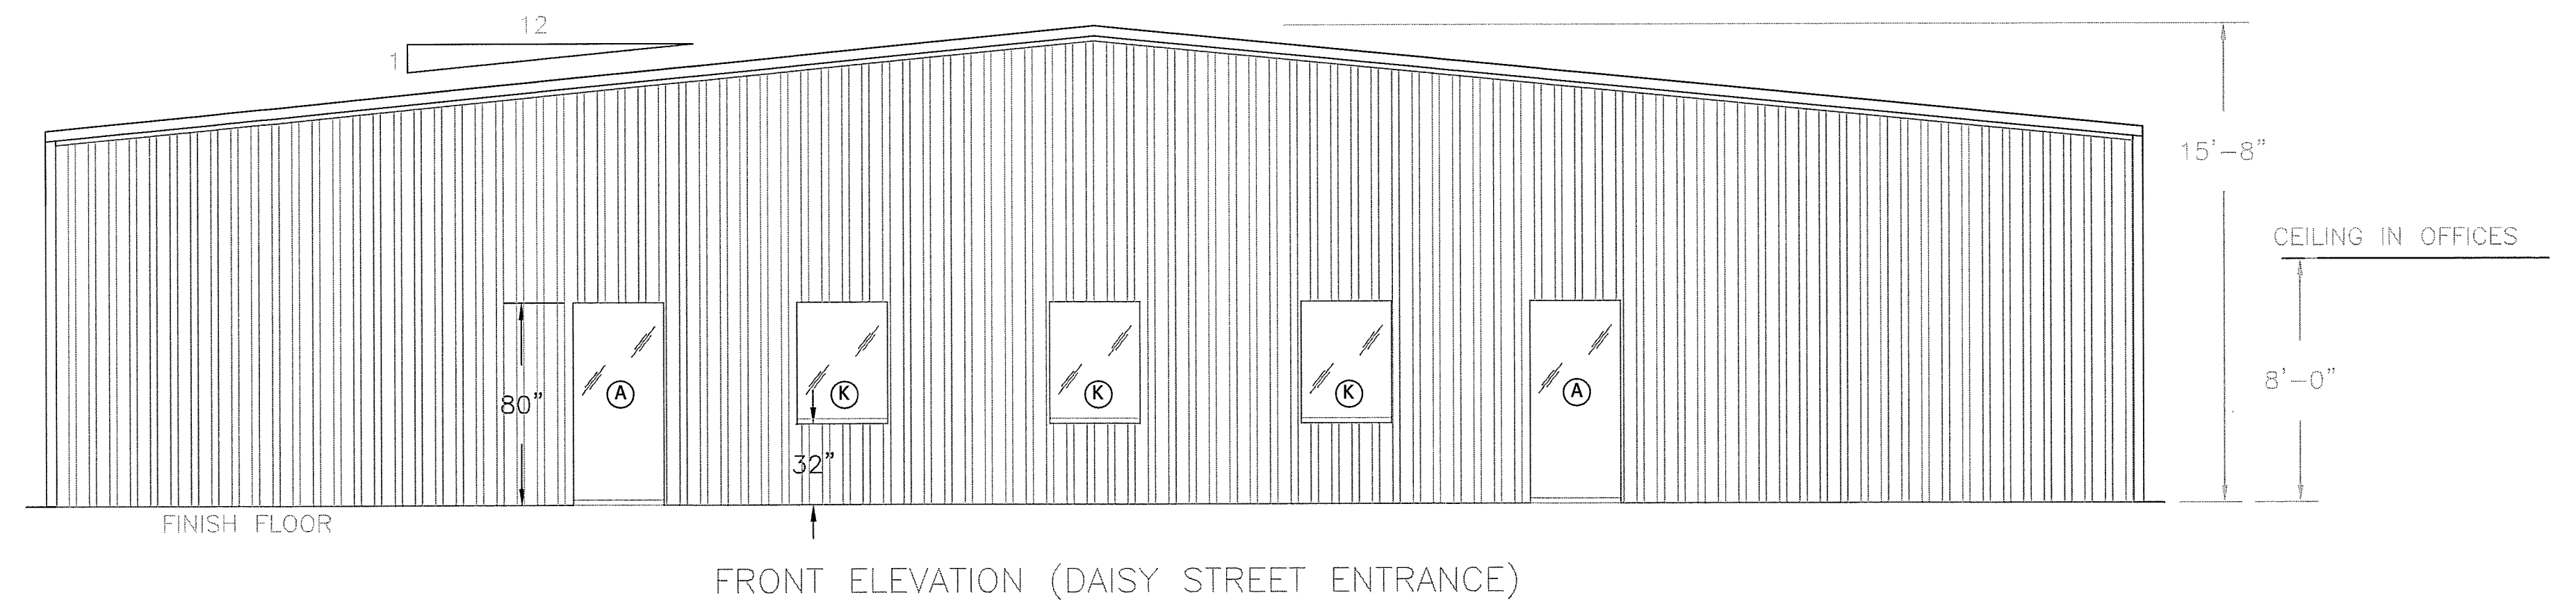 12
1
15'-8"
CEILING IN OFFICES
8'-0"
80"
A
K
K
K
A
32"
FINISH FLOOR
FRONT ELEVATION (DAISY STREET ENTRANCE)